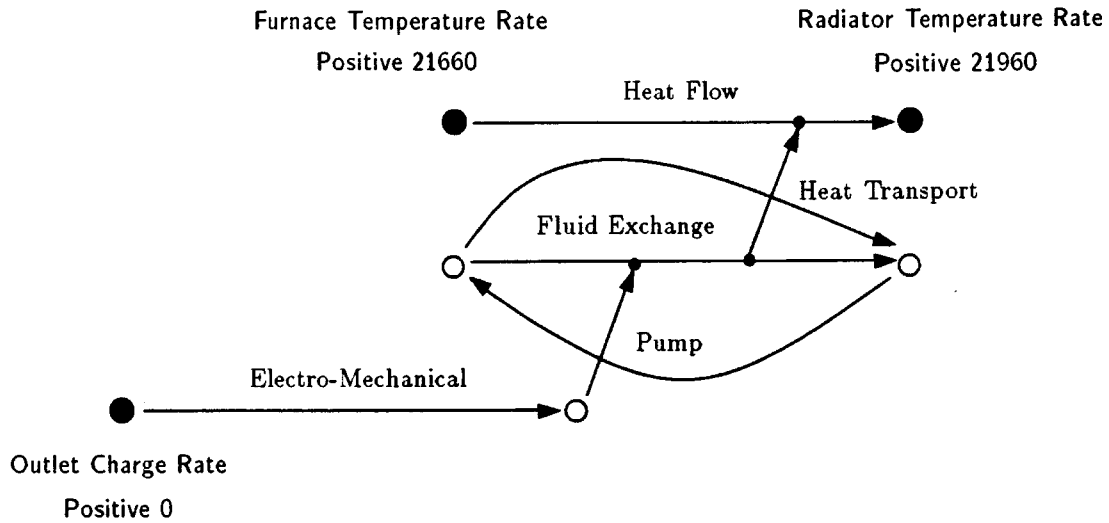 Furnace Temperature Rate
Positive 21660
Radiator Temperature Rate
Positive 21960
Heat Flow
Heat Transport
Fluid Exchange
Pump
Electro-Mechanical
Outlet Charge Rate
Positive 0